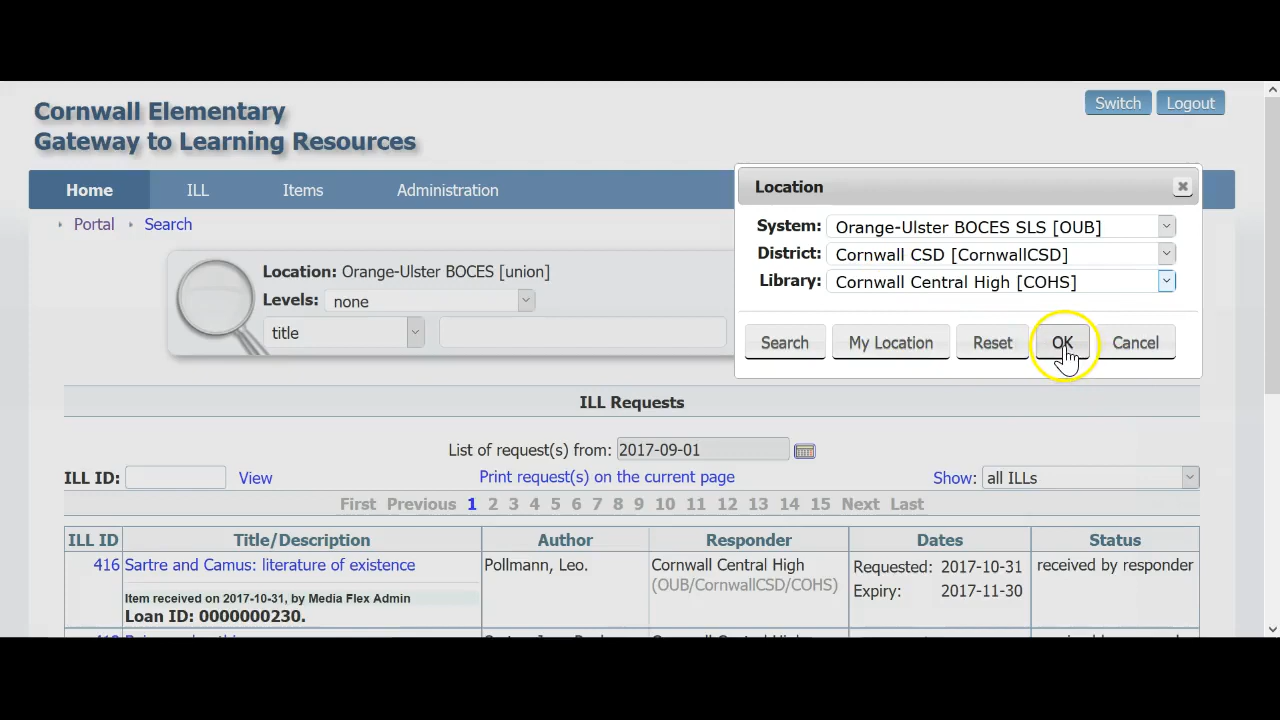 Cornwall Elementary
Gateway to Learning Resources
Switch Logout
Home ILL Items Administration
Portal Search
Location
System: Orange-Ulster BOCES SLS [OUB]
District: Cornwall CSD [CornwallCSD]
Library: Cornwall Central High [COHS]
Search My Location Reset OK Cancel
Location: Orange-Ulster BOCES [union]
Levels: none
title
ILL Requests
List of request(s) from: 2017-09-01
ILL ID: View Print request(s) on the current page Show: all ILLs
First Previous 1 2 3 4 5 6 7 8 9 10 11 12 13 14 15 Next Last
ILL ID Title/Description Author Responder Dates Status
416 Sartre and Camus: literature of existence Pollmann, Leo. Cornwall Central High Requested: 2017-10-31 received by responder
(OUB/CornwallCSD/COHS) Expiry: 2017-11-30
Item received on 2017-10-31, by Media Flex Admin
Loan ID: 0000000230.